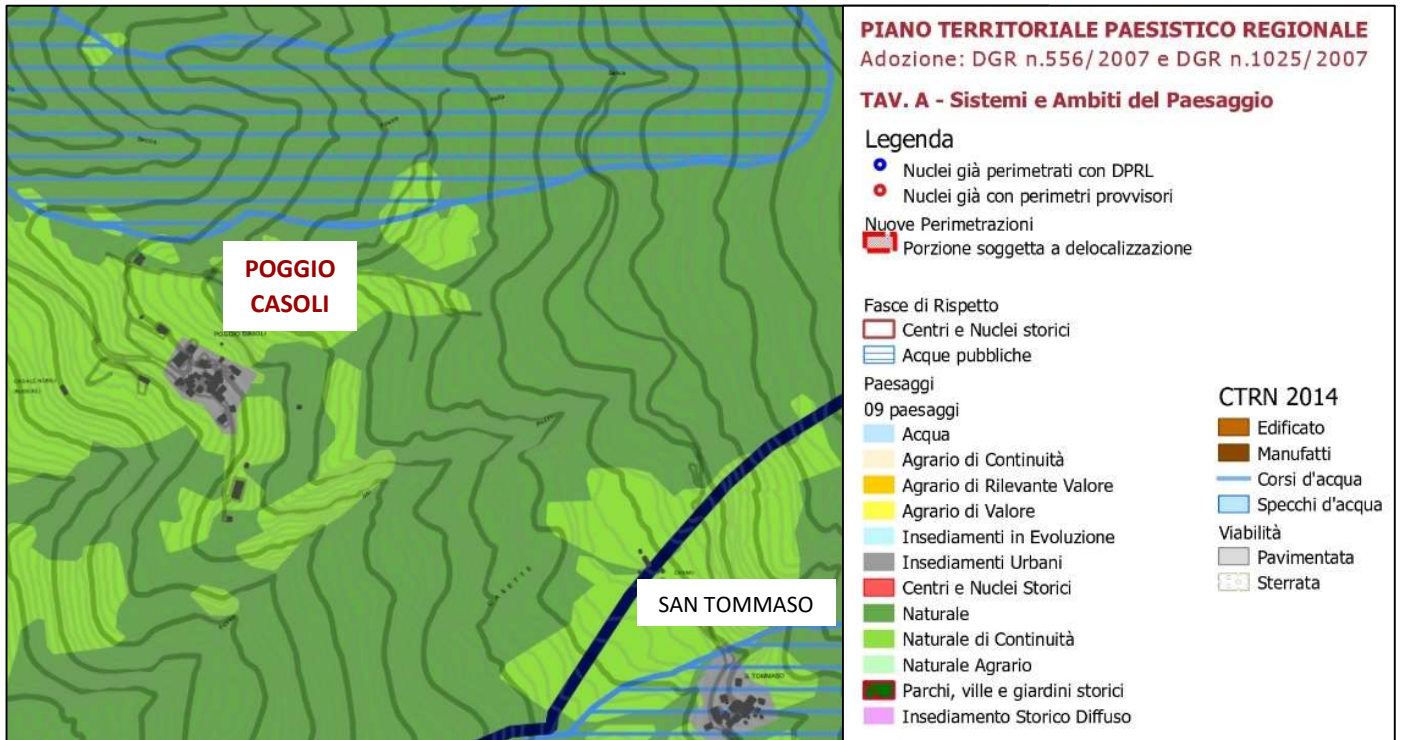 POGGIO
CASOLI
SAN TOMMASO
S. TOMMASO
PIANO TERRITORIALE PAESISTICO REGIONALE
Adozione: DGR n.556/2007 e DGR n.1025/2007
TAV. A - Sistemi e Ambiti del Paesaggio
Legenda
Nuclei già perimetrati con DPRL
Nuclei già con perimetri provvisori
Nuove Perimetrazioni
Porzione soggetta a delocalizzazione
Fasce di Rispetto
Centri e Nuclei storici
Acque pubbliche
Paesaggi
09 paesaggi
Acqua
Agrario di Continuità
Agrario di Rilevante Valore
Agrario di Valore
Insediamenti in Evoluzione
Insediamenti Urbani
Centri e Nuclei Storici
Naturale
Naturale di Continuità
Naturale Agrario
Parchi, ville e giardini storici
Insediamento Storico Diffuso
CTRN 2014
Edificato
Manufatti
Corsi d'acqua
Specchi d'acqua
Viabilità
Pavimentata
Sterrata